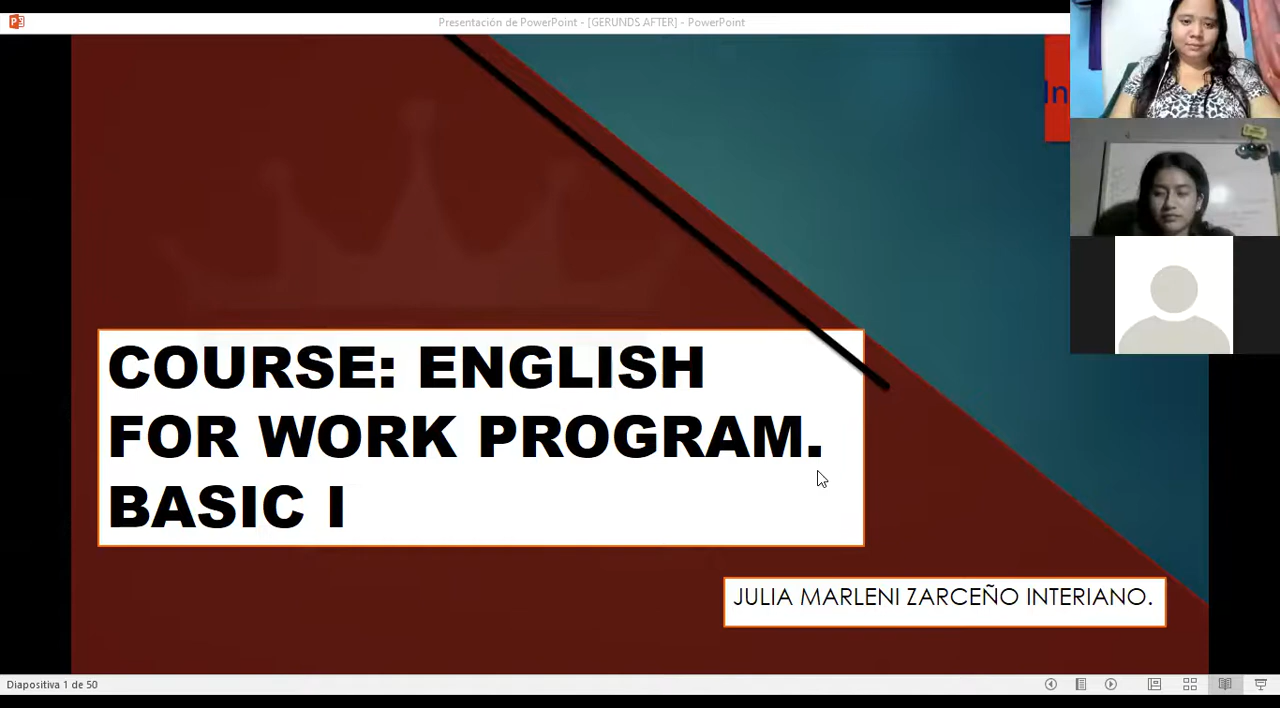 Presentación de PowerPoint - [GERUNDS AFTER] - PowerPoint
In
COURSE: ENGLISH
FOR WORK PROGRAM.
BASIC I
JULIA MARLENI ZARCEÑO INTERIANO.
Diapositiva 1 de 50